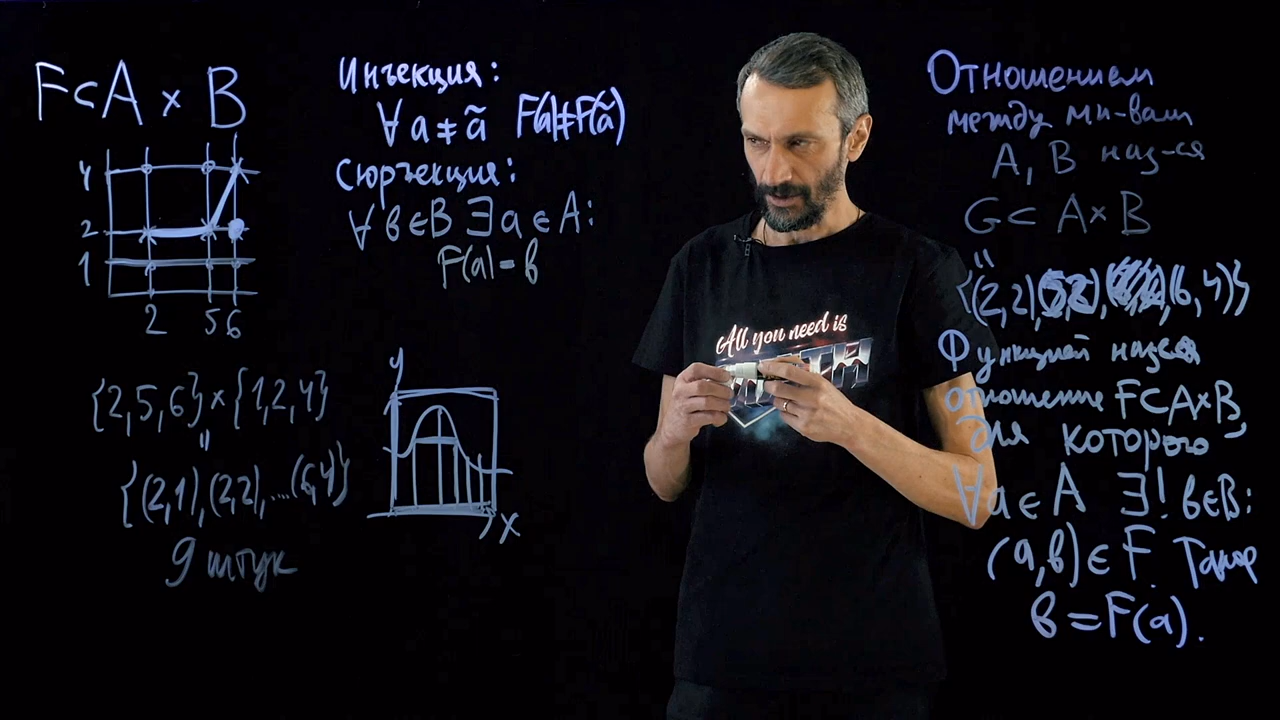 F⊂A × B
4
2
1
2 5 6
{2,5,6}×{1,2,4}
"
{(2,1),(2,2),....(6,4)}
9 штук
Инъекция:
∀ a ≠ ã F(a)≠F(ã)
Сюръекция:
∀ в ∈ B ∃ a ∈ A:
F(a) = в
y
x
All you need is
Отношением
между мн-вами
A, B наз-ся
G ⊂ A × B
"
{(2,2),(5,2),(6,4)}
Функцией наз-ся
отношение F⊂A×B,
для которого
∀a ∈ A ∃! в∈B:
(a,в) ∈ F. Тогда
в = F(a).